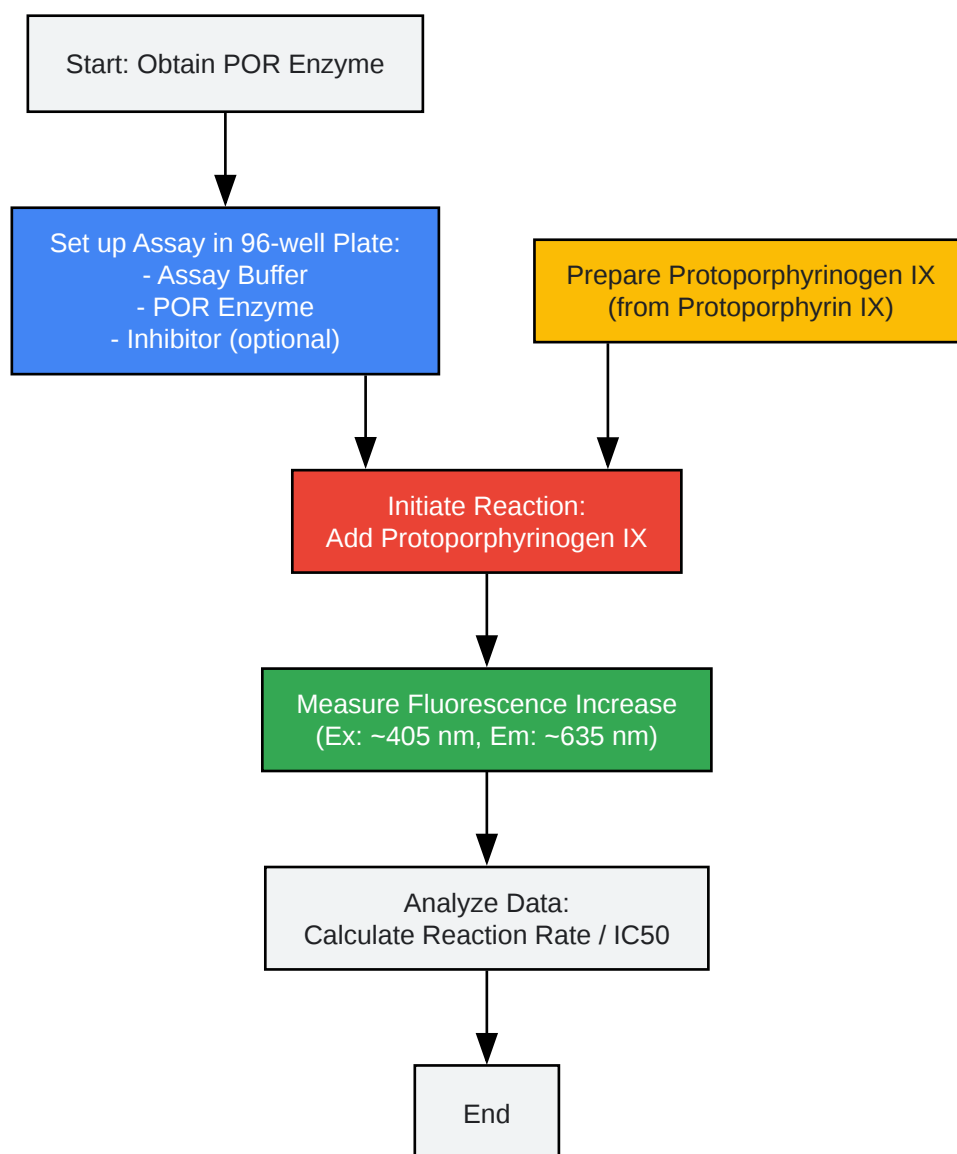 Start: Obtain POR Enzyme
Set up Assay in 96-well Plate:
- Assay Buffer
- POR Enzyme
- Inhibitor (optional)
Prepare Protoporphyrinogen IX
(from Protoporphyrin IX)
Initiate Reaction:
Add Protoporphyrinogen IX
Measure Fluorescence Increase
(Ex: ~405 nm, Em: ~635 nm)
Analyze Data:
Calculate Reaction Rate / IC50
End